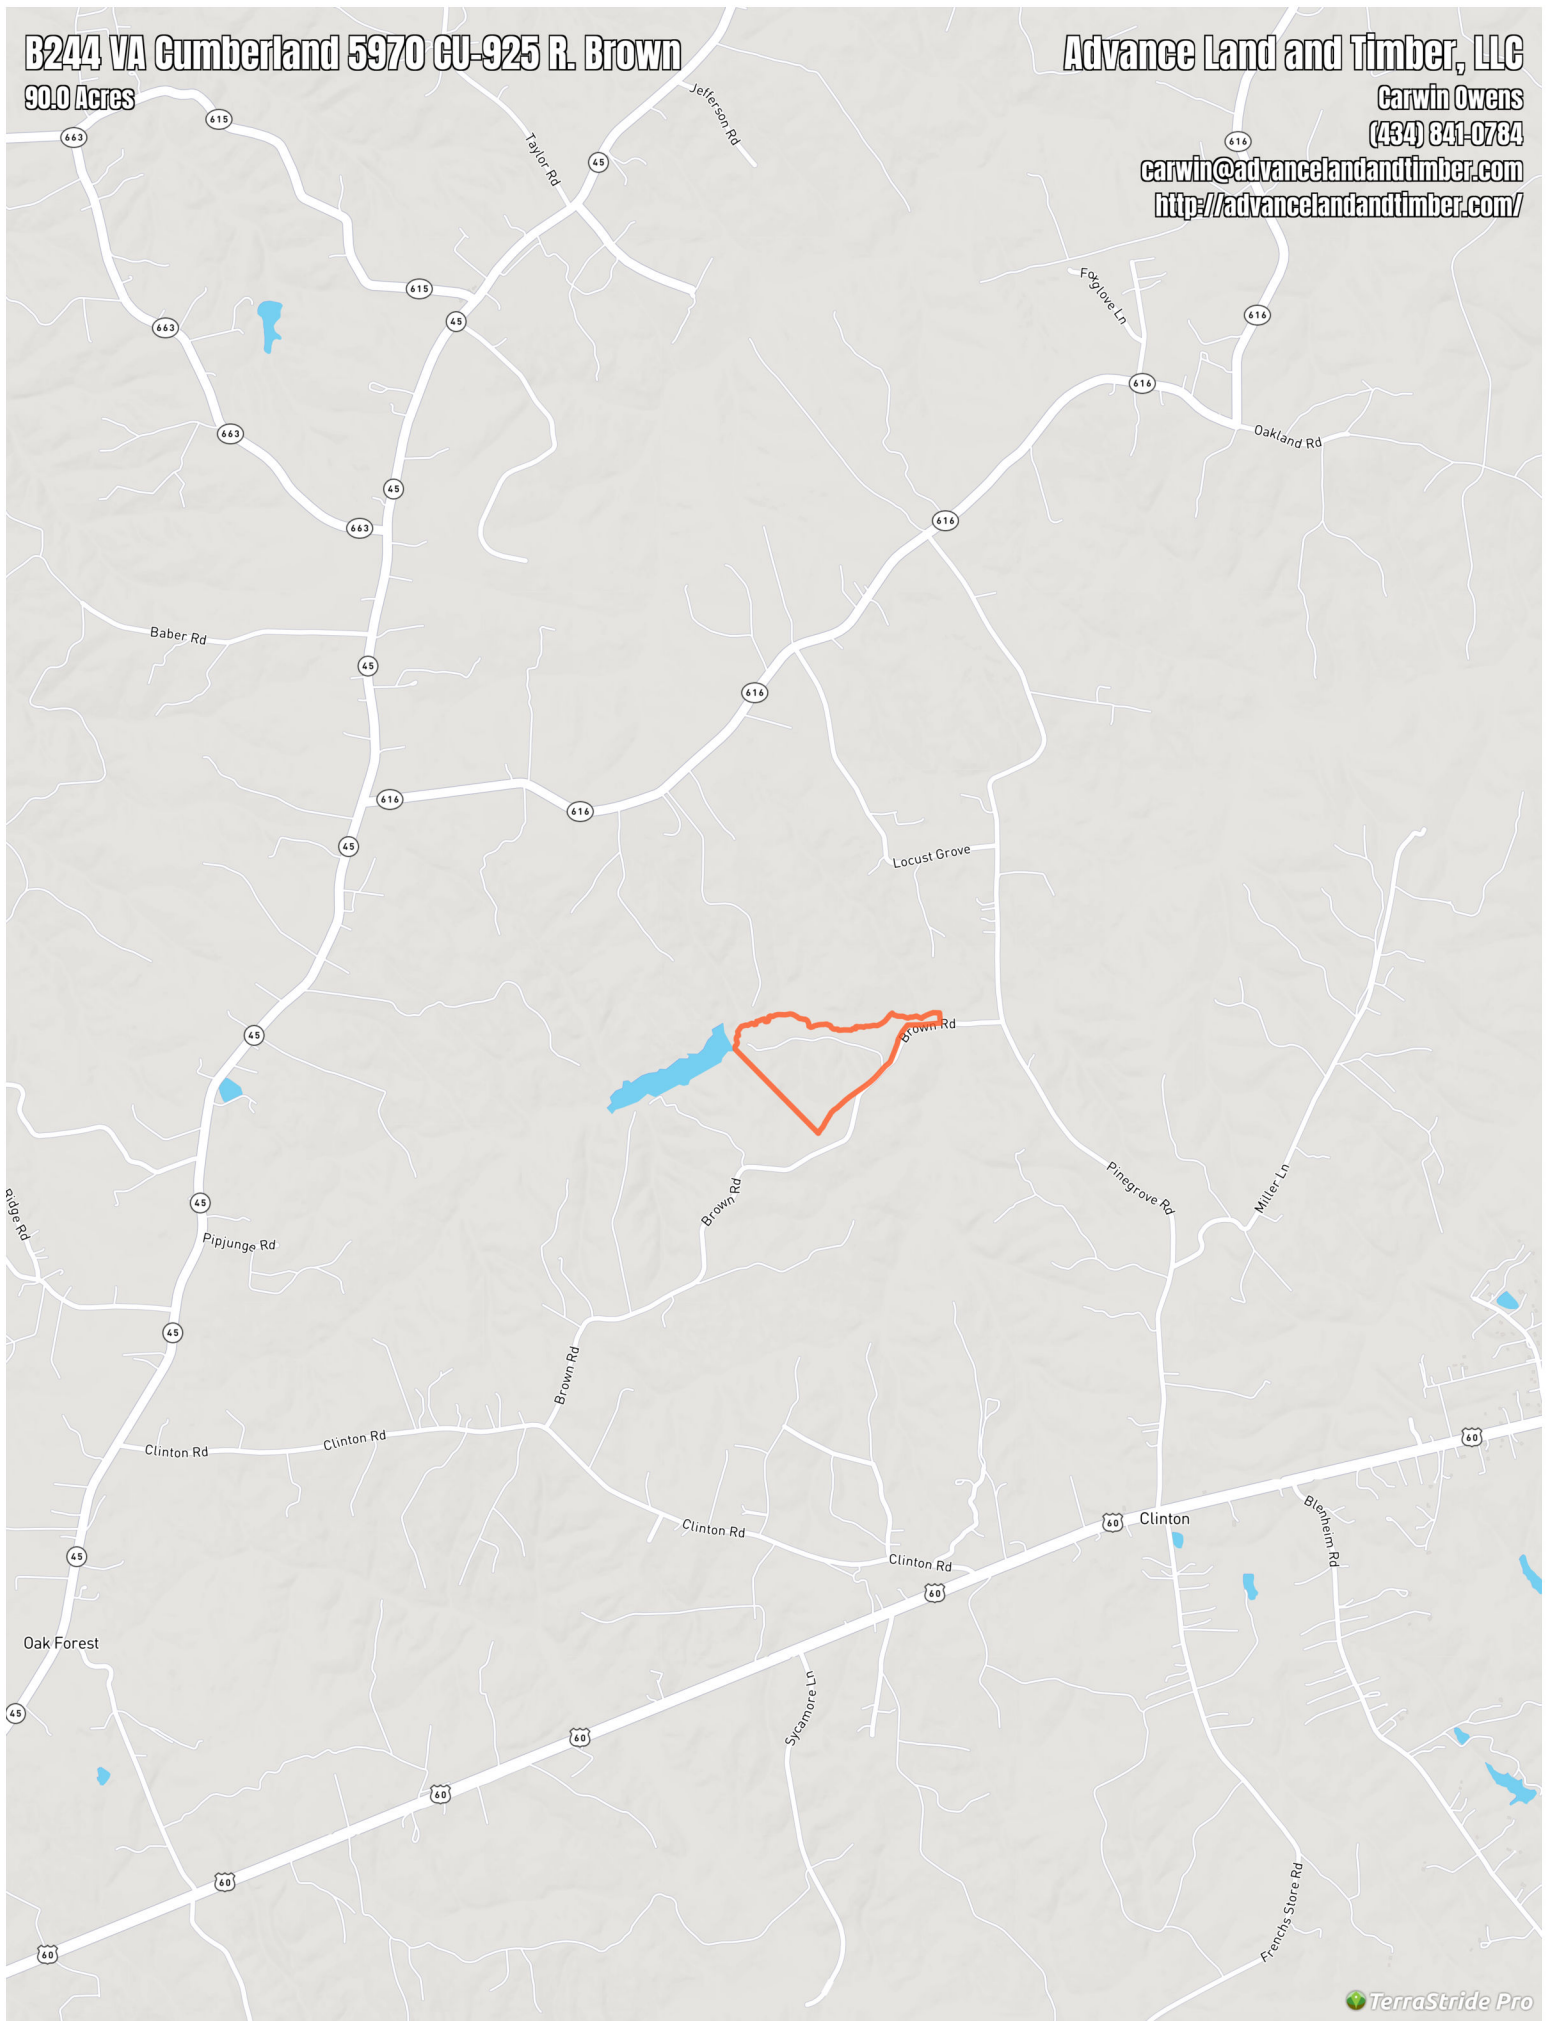 B244 VA Cumberland 5970 CU-925 R. Brown
90.0 Acres
Advance Land and Timber, LLC
Carwin Owens
(434) 841-0784
carwin@advancelandandtimber.com
http://advancelandandtimber.com/
Jefferson Rd
615
663
616
Taylor Rd
45
Foxglove Ln
615
616
45
663
616
663
Oakland Rd
45
616
663
Baber Rd
45
616
616
616
45
Locust Grove
Brown Rd
45
Pinegrove Rd
Miller Ln
Ridge Rd
45
Brown Rd
Pipjunge Rd
45
Brown Rd
Clinton Rd
Clinton Rd
60
Clinton Rd
60
Clinton
Blenheim Rd
45
Clinton Rd
60
Oak Forest
45
Sycamore Ln
60
60
60
Frenchs Store Rd
60
TerraStride Pro